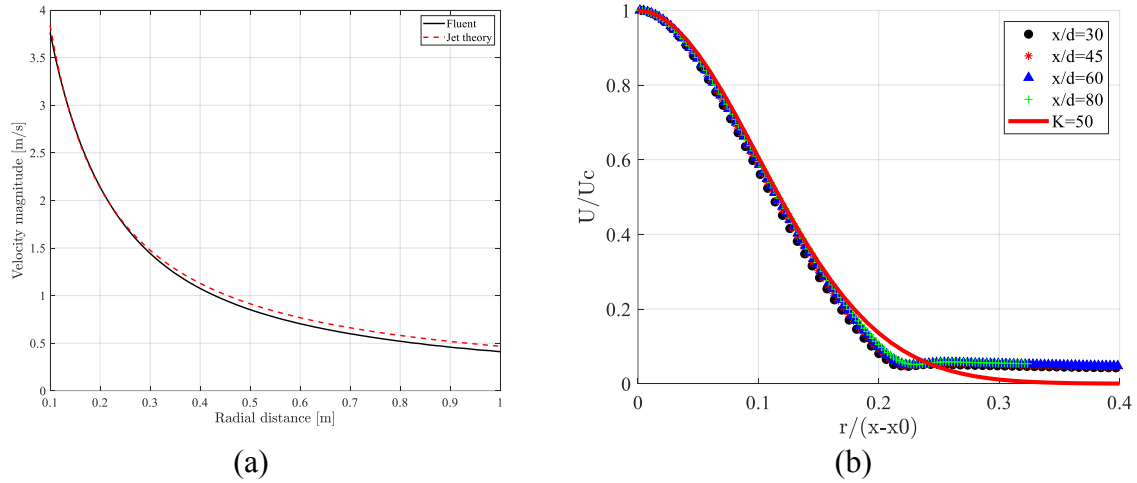 Fluent
Jet theory
Velocity magnitude [m/s]
4
3.5
3
2.5
2
1.5
1
0.5
0
0.1 0.2 0.3 0.4 0.5 0.6 0.7 0.8 0.9 1
Radial distance [m]
(a)
x/d=30
x/d=45
x/d=60
x/d=80
K=50
U/Uc
1
0.8
0.6
0.4
0.2
0
0 0.1 0.2 0.3 0.4
r/(x-x0)
(b)